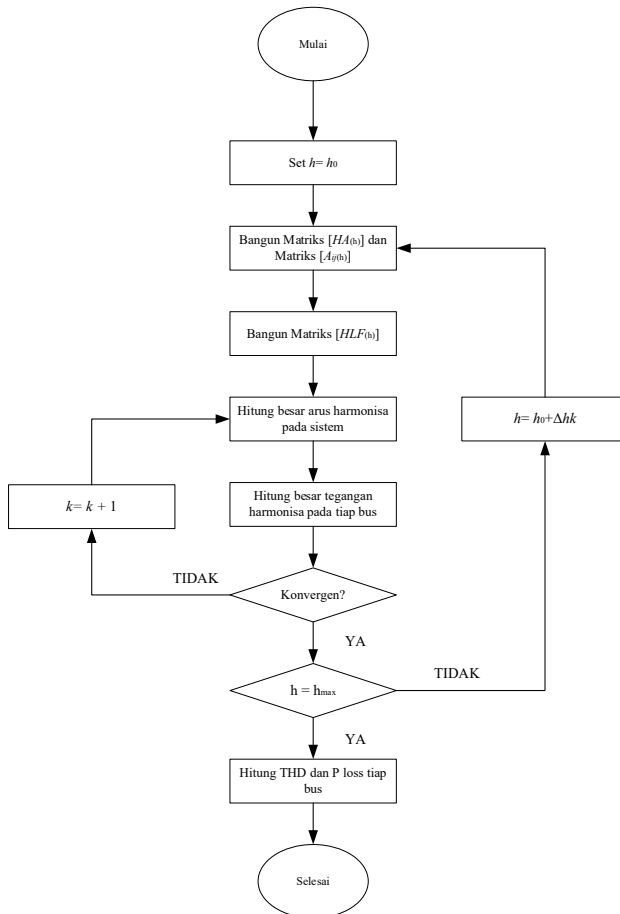 Mulai
Set h= h0
Bangun Matriks [HA(h)] dan
Matriks [Aij(h)]
Bangun Matriks [HLF(h)]
Hitung besar arus harmonisa
pada sistem
h= h0+Δhk
Hitung besar tegangan
harmonisa pada tiap bus
k= k + 1
TIDAK
Konvergen?
YA
TIDAK
h = hmax
YA
Hitung THD dan P loss tiap
bus
Selesai